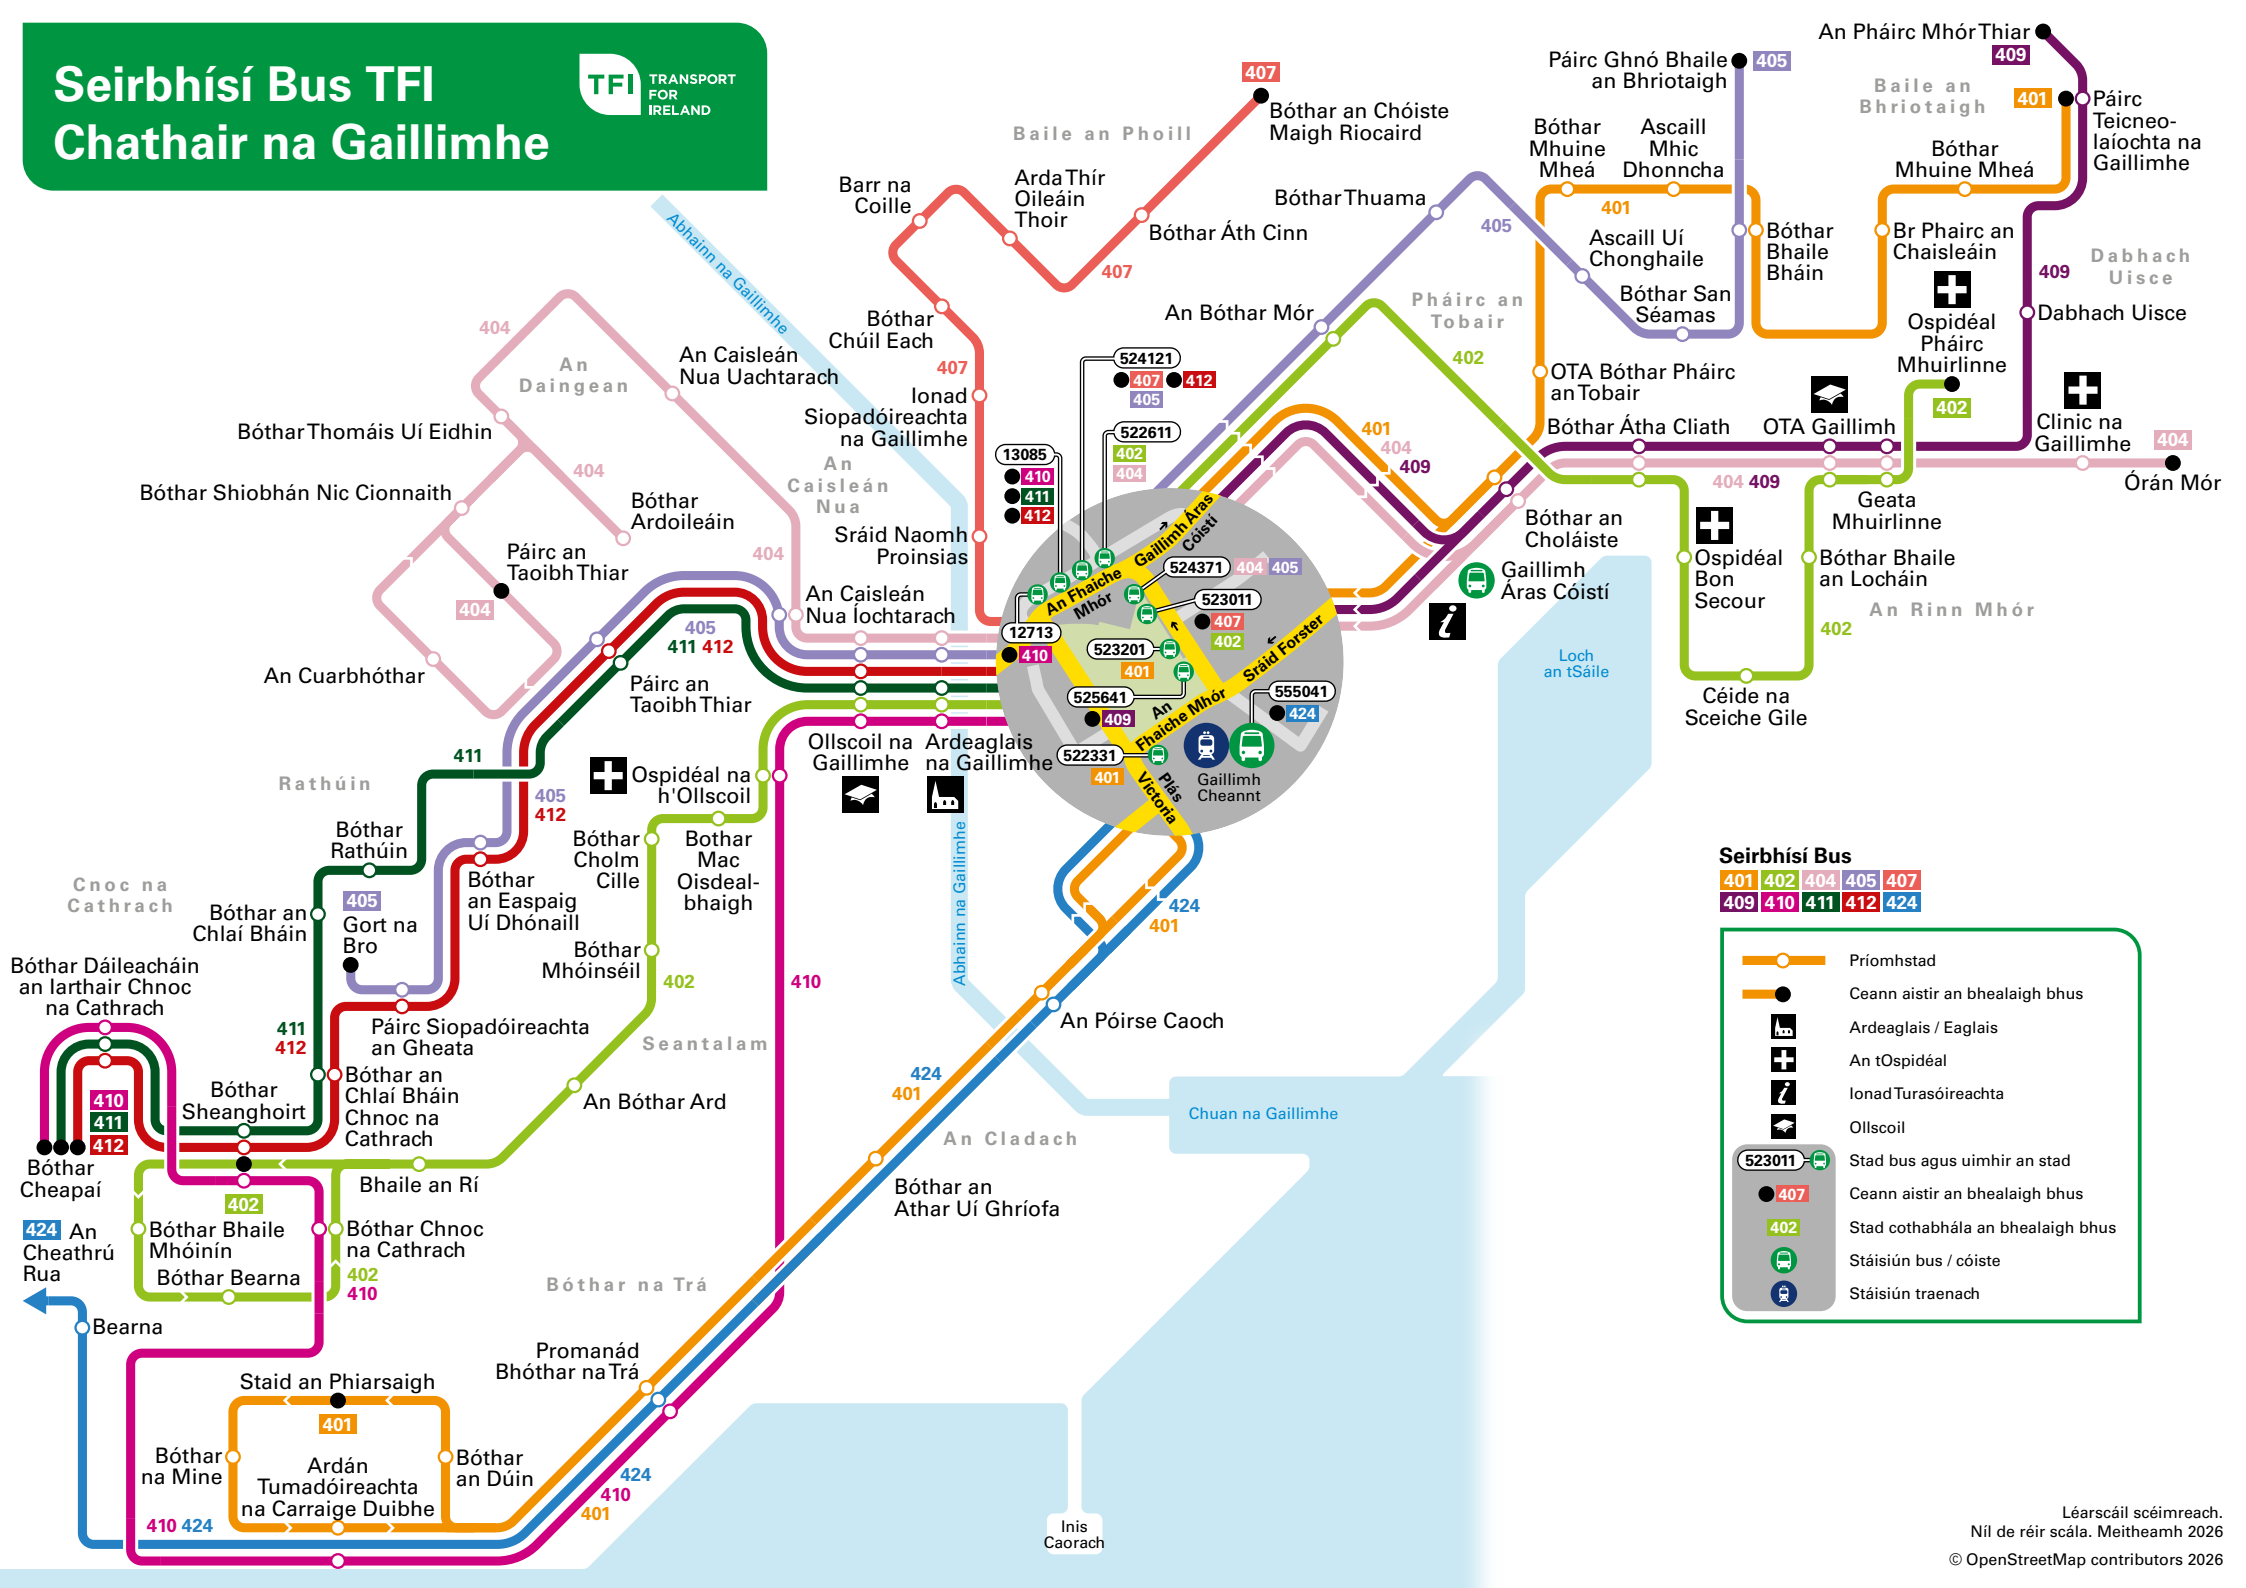 Seirbhísí Bus TFI
Chathair na Gaillimhe
TFI
TRANSPORT
FOR
IRELAND
An Pháirc Mhór Thiar
409
Páirc Ghnó Bhaile
an Bhriotaigh
405
Baile an
Bhriotaigh
401
Páirc
Teicneo-
laíochta na
Gaillimhe
407
Bóthar an Chóiste
Maigh Riocaird
Baile an Phoill
Arda Thír
Oileáin
Thoir
Barr na
Coille
Bóthar Áth Cinn
407
Bóthar
Mhuine
Mheá
Ascaill
Mhic
Dhonncha
Bóthar
Mhuine Mheá
Bóthar Thuama
405
401
Ascaill Uí
Chonghaile
Bóthar
Bhaile
Bháin
Br Phairc an
Chaisleáin
Dabhach
Uisce
409
Dabhach Uisce
Abhainn na Gaillimhe
Bóthar
Chúil Each
407
An Bóthar Mór
Pháirc an
Tobair
Bóthar San
Séamas
Ospidéal
Pháirc
Mhuirlinne
402
402
404
An
Daingean
An Caisleán
Nua Uachtarach
Ionad
Siopadóireachta
na Gaillimhe
524121
407
412
405
522611
402
404
13085
410
411
412
OTA Bóthar Pháirc
an Tobair
Bóthar Átha Cliath
OTA Gaillimh
Clinic na
Gaillimhe
404
Órán Mór
Bóthar Thomáis Uí Eidhin
404
Bóthar Shiobhán Nic Cionnaith
Bóthar
Ardoileáin
An
Caisleán
Nua
Sráid Naomh
Proinsias
401
404
409
404 409
Geata
Mhuirlinne
Bóthar an
Choláiste
Ospidéal
Bon
Secour
Bóthar Bhaile
an Locháin
An Rinn Mhór
402
Céide na
Sceiche Gile
Gaillimh
Áras Cóistí
Loch
an tSáile
Páirc an
Taoibh Thiar
404
404
An Caisleán
Nua Íochtarach
An Cuarbhóthar
405
411 412
Páirc an
Taoibh Thiar
12713
410
An Fhaiche
Mhór
Gaillimh Áras
Cóistí
524371
404
405
523011
407
402
523201
401
525641
409
Sráid Forster
An
Fhaiche Mhór
555041
424
522331
401
Plás
Victoria
Gaillimh
Cheannt
Ollscoil na
Gaillimhe
Ardeaglais
na Gaillimhe
Abhainn na Gaillimhe
411
Rathúin
405
412
Ospidéal na
h'Ollscoil
Bóthar
Rathúin
Bóthar
Cholm
Cille
Bothar
Mac
Oisdeal-
bhaigh
Cnoc na
Cathrach
Bóthar an
Chlaí Bháin
405
Gort na
Bro
Bóthar
an Easpaig
Uí Dhónaill
Bóthar
Mhóinséil
402
410
424
401
Bóthar Dáileacháin
an Iarthair Chnoc
na Cathrach
411
412
Páirc Siopadóireachta
an Gheata
Seantalam
An Póirse Caoch
410
411
412
Bóthar
Sheanghoirt
Bóthar an
Chlaí Bháin
Chnoc na
Cathrach
An Bóthar Ard
424
401
Chuan na Gaillimhe
An Cladach
Bóthar
Cheapaí
402
Bhaile an Rí
Bóthar an
Athar Uí Ghríofa
424 An
Cheathrú
Rua
Bóthar Bhaile
Mhóinín
Bóthar Chnoc
na Cathrach
Bóthar Bearna
402
410
Bóthar na Trá
Bearna
Promanád
Bhóthar na Trá
Staid an Phiarsaigh
401
Bóthar
na Mine
Ardán
Tumadóireachta
na Carraige Duibhe
Bóthar
an Dúin
410 424
424
410
401
Inis
Caorach
Seirbhísí Bus
401 402 404 405 407
409 410 411 412 424
Príomhstad
Ceann aistir an bhealaigh bhus
Ardeaglais / Eaglais
An tOspidéal
Ionad Turasóireachta
Ollscoil
523011 Stad bus agus uimhir an stad
407 Ceann aistir an bhealaigh bhus
402 Stad cothabhála an bhealaigh bhus
Stáisiún bus / cóiste
Stáisiún traenach
Léarscáil scéimreach.
Níl de réir scála. Meitheamh 2026
© OpenStreetMap contributors 2026